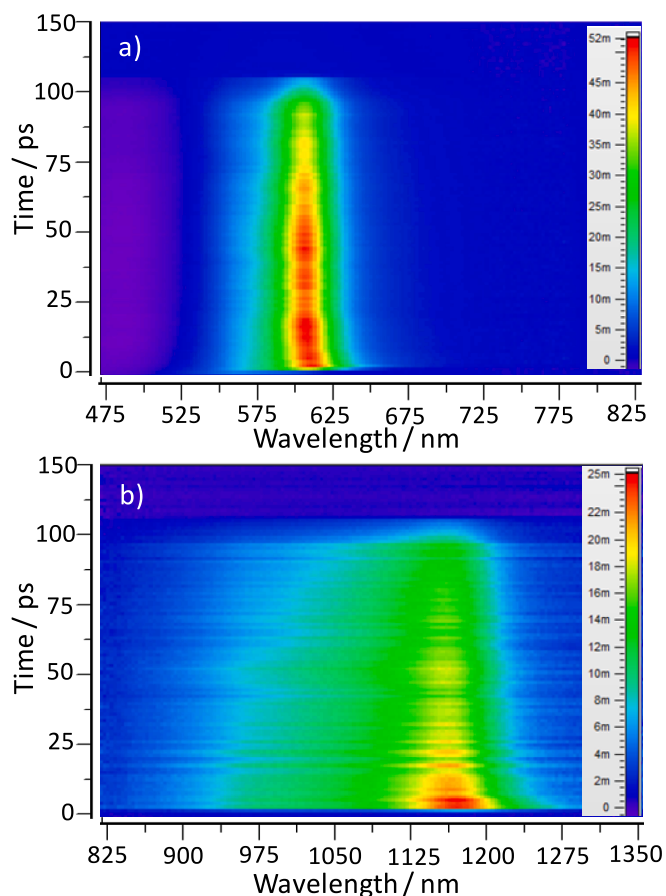 a)
Time / ps
150
100
75
50
25
0
52m
45m
40m
35m
30m
25m
20m
15m
10m
5m
0
475 525 575 625 675 725 775 825
Wavelength / nm
b)
Time / ps
150
100
75
50
25
0
25m
22m
20m
18m
16m
14m
12m
10m
8m
6m
4m
2m
0
825 900 975 1050 1125 1200 1275 1350
Wavelength / nm